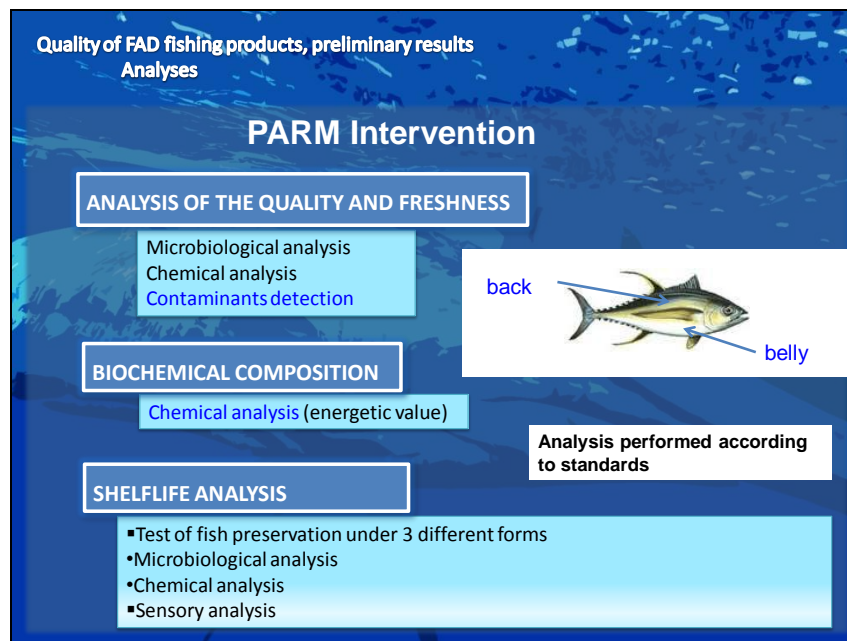 Quality of FAD fishing products, preliminary results
Analyses
PARM Intervention
ANALYSIS OF THE QUALITY AND FRESHNESS
Microbiological analysis
Chemical analysis
Contaminants detection
back
belly
BIOCHEMICAL COMPOSITION
Chemical analysis (energetic value)
Analysis performed according
to standards
SHELFLIFE ANALYSIS
▪Test of fish preservation under 3 different forms
•Microbiological analysis
•Chemical analysis
▪Sensory analysis